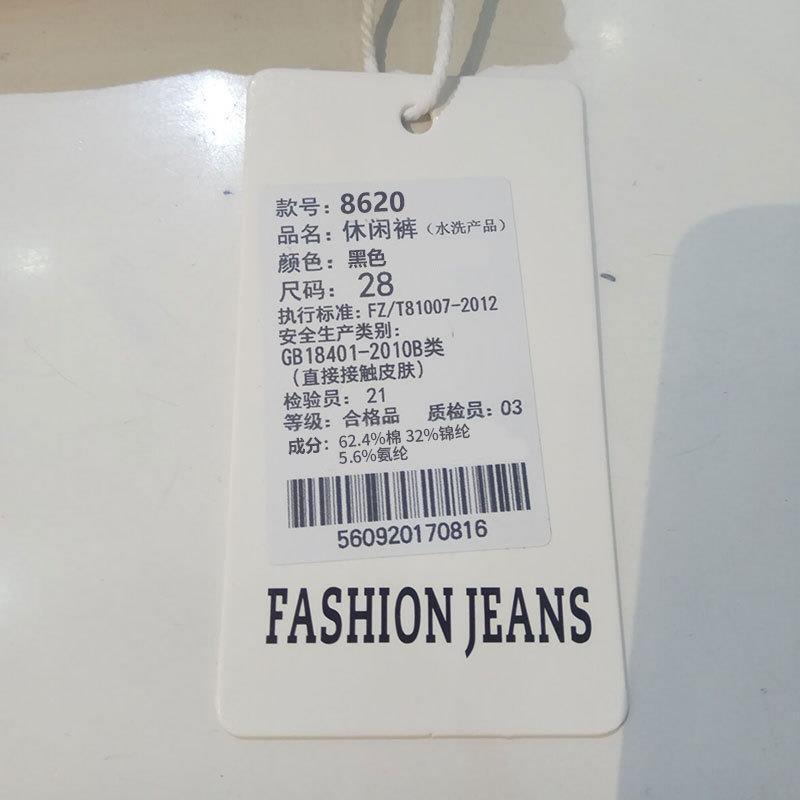 款号：8620
品名：休闲裤（水洗产品）
颜色：黑色
尺码：28
执行标准：FZ/T81007-2012
安全生产类别：
GB18401-2010B类
（直接接触皮肤）
检验员：21
等级：合格品 质检员：03
成分：62.4%棉 32%锦纶
5.6%氨纶
560920170816
FASHION JEANS